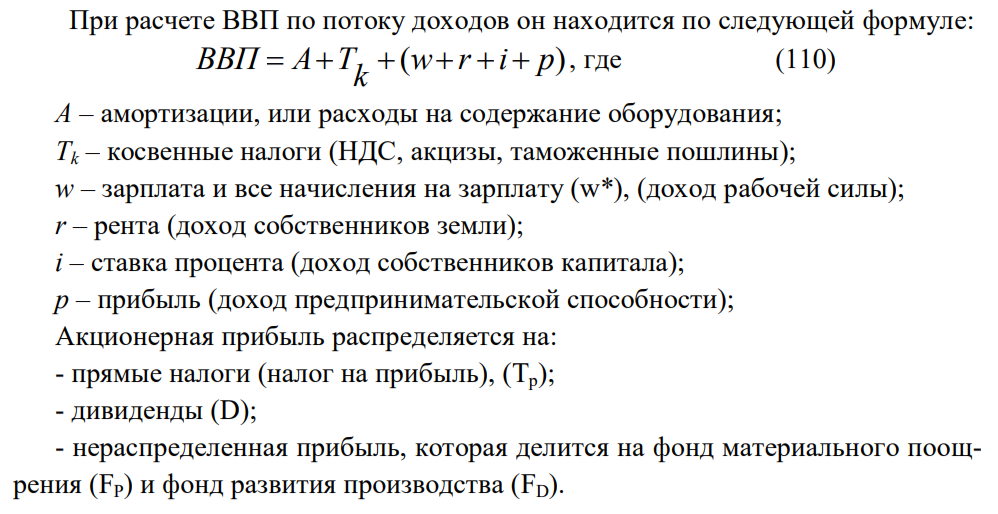 При расчете ВВП по потоку доходов он находится по следующей формуле:
ВВП = A + T_k + (w + r + i + p), где (110)
A – амортизации, или расходы на содержание оборудования;
T_k – косвенные налоги (НДС, акцизы, таможенные пошлины);
w – зарплата и все начисления на зарплату (w*), (доход рабочей силы);
r – рента (доход собственников земли);
i – ставка процента (доход собственников капитала);
p – прибыль (доход предпринимательской способности);
Акционерная прибыль распределяется на:
- прямые налоги (налог на прибыль), (T_p);
- дивиденды (D);
- нераспределенная прибыль, которая делится на фонд материального поощ-
рения (F_P) и фонд развития производства (F_D).